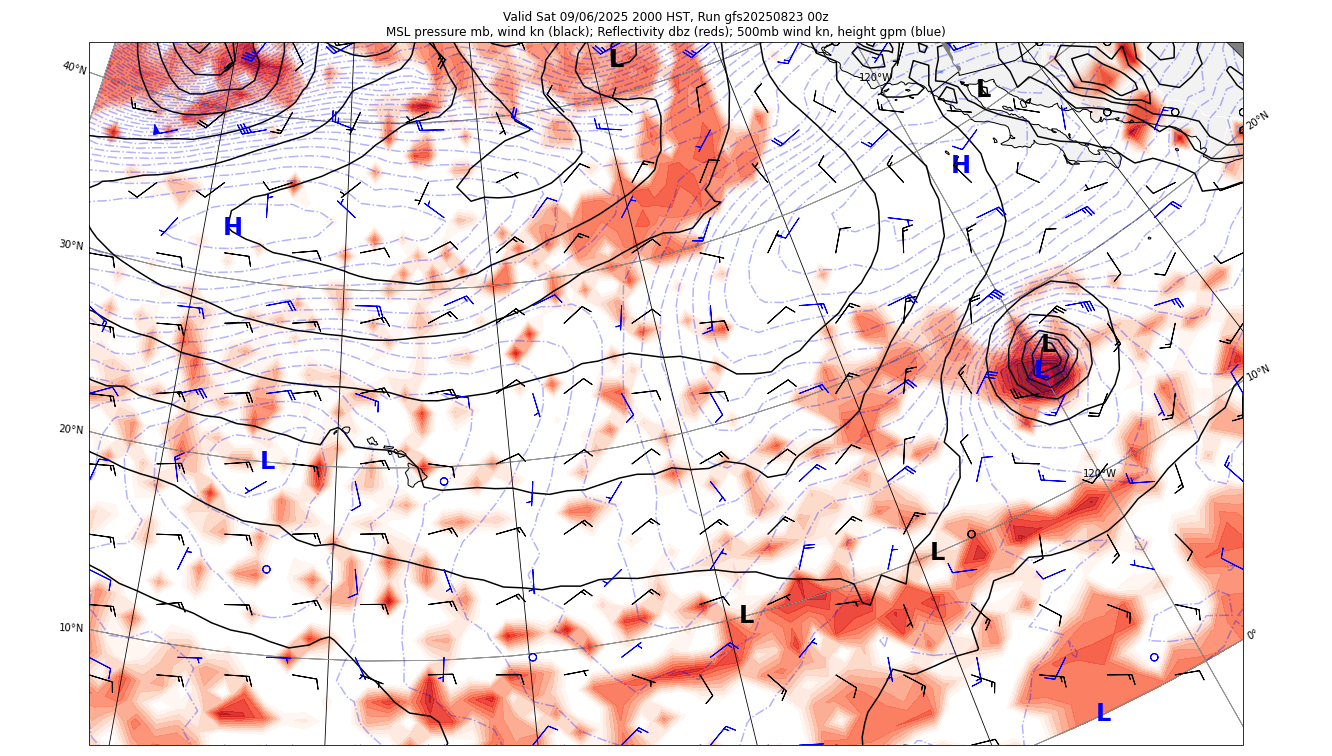 Valid Sat 09/06/2025 2000 HST, Run gfs20250823 00z
MSL pressure mb, wind kn (black); Reflectivity dbz (reds); 500mb wind kn, height gpm (blue)
40°N
L
120°W
L
20°N
H
H
30°N
L
L
10°N
20°N
L
120°W
L
L
10°N
0°
L